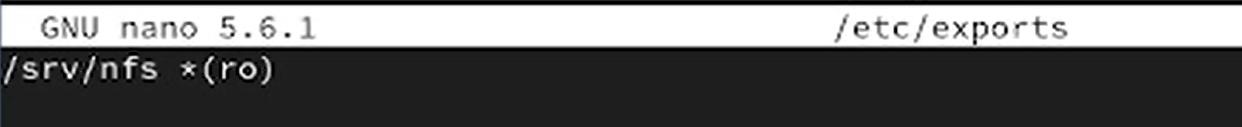 GNU nano 5.6.1 /etc/exports
/srv/nfs *(ro)